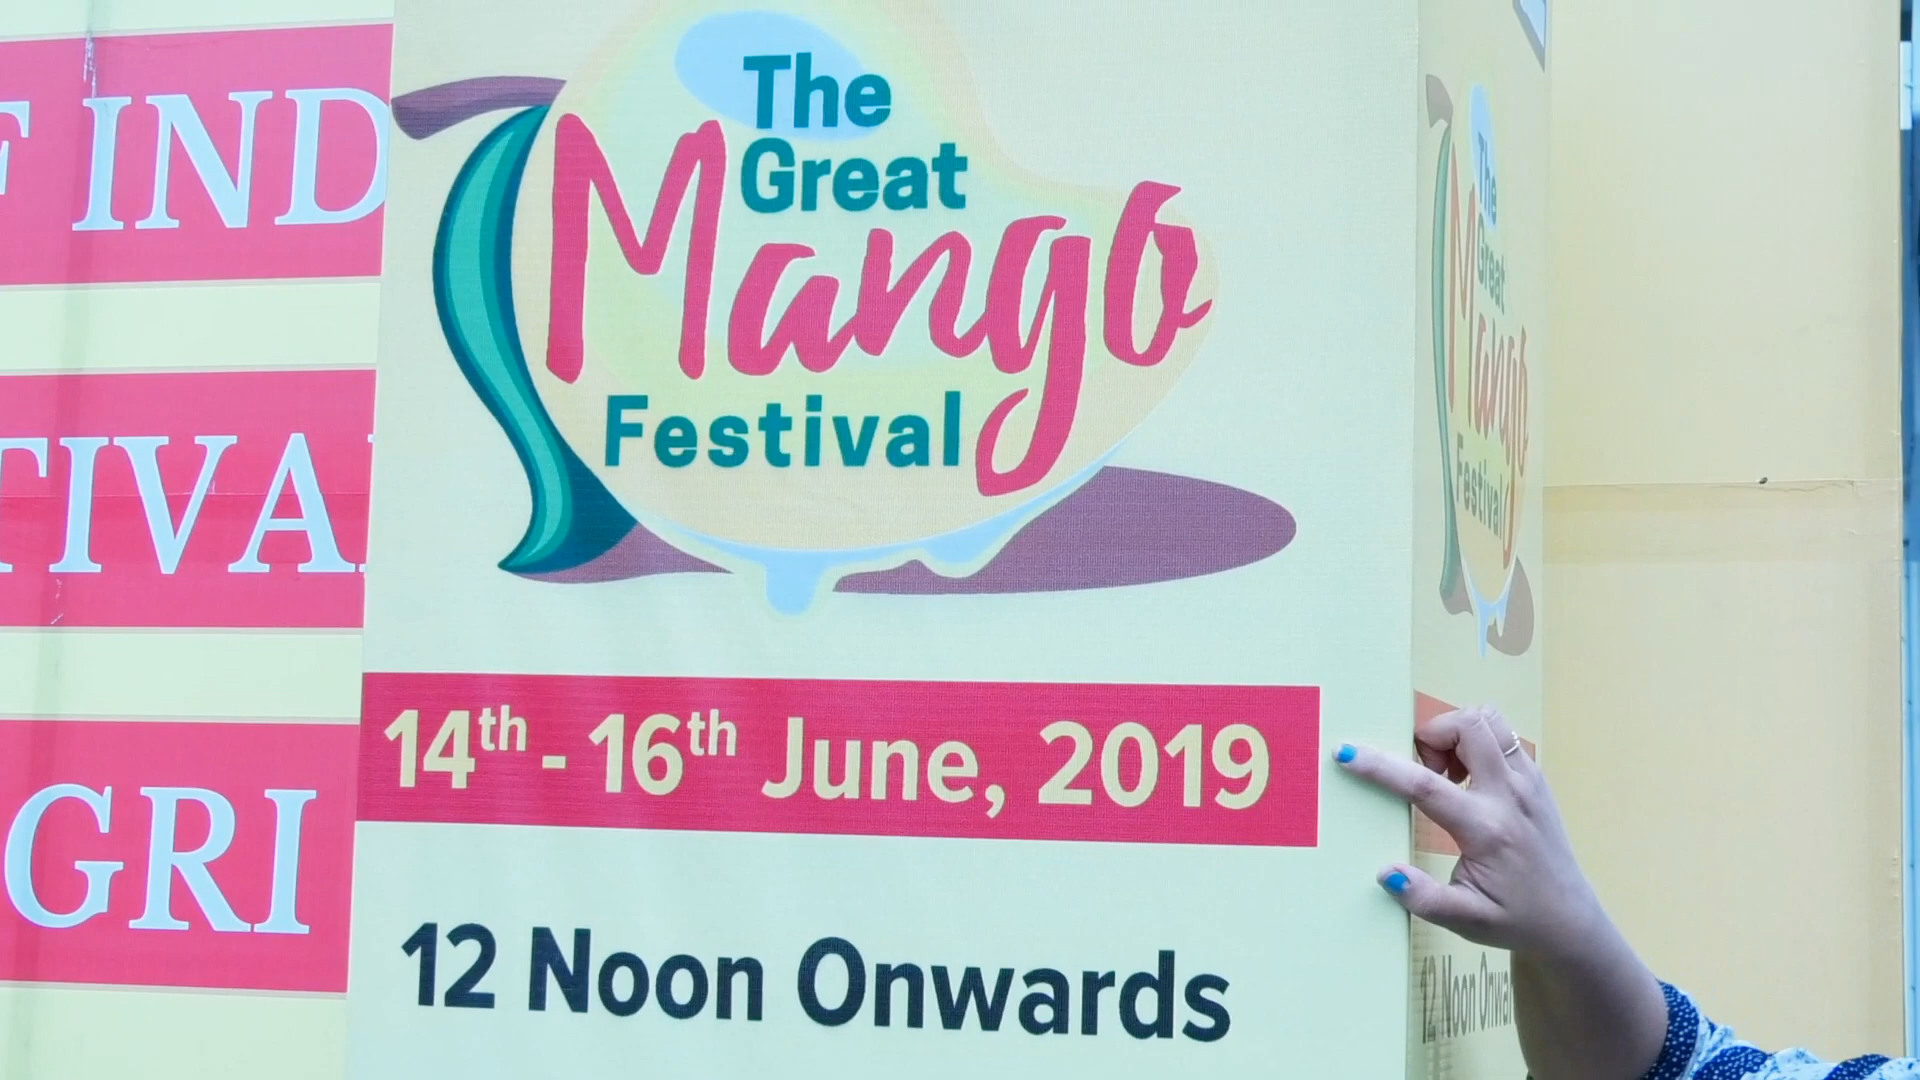 F IND
TIVA
GRI
The
Great
Mango
Festival
14th - 16th June, 2019
12 Noon Onwards
The
Great
Mango
Festival
12 Noon Onwar